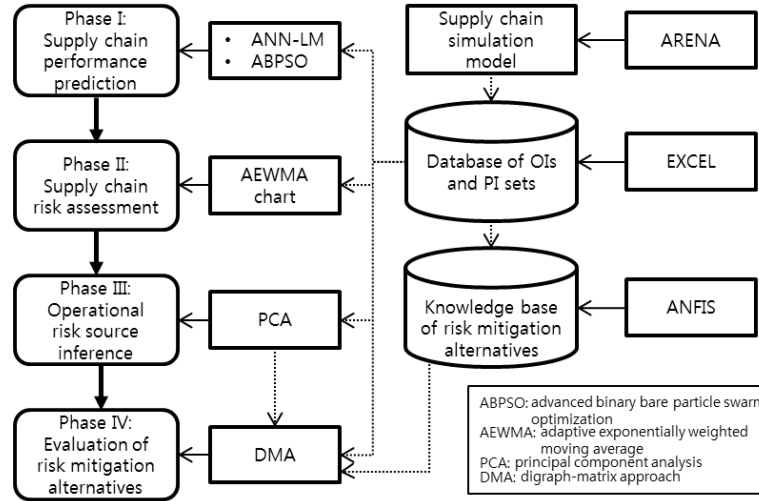 Phase I:
Supply chain
performance
prediction
• ANN-LM
• ABPSO
Supply chain
simulation
model
ARENA
Phase II:
Supply chain
risk assessment
AEWMA
chart
Database of OIs
and PI sets
EXCEL
Phase III:
Operational
risk source
inference
PCA
Knowledge base
of risk mitigation
alternatives
ANFIS
Phase IV:
Evaluation of
risk mitigation
alternatives
DMA
ABPSO: advanced binary bare particle swarm
optimization
AEWMA: adaptive exponentially weighted
moving average
PCA: principal component analysis
DMA: digraph-matrix approach